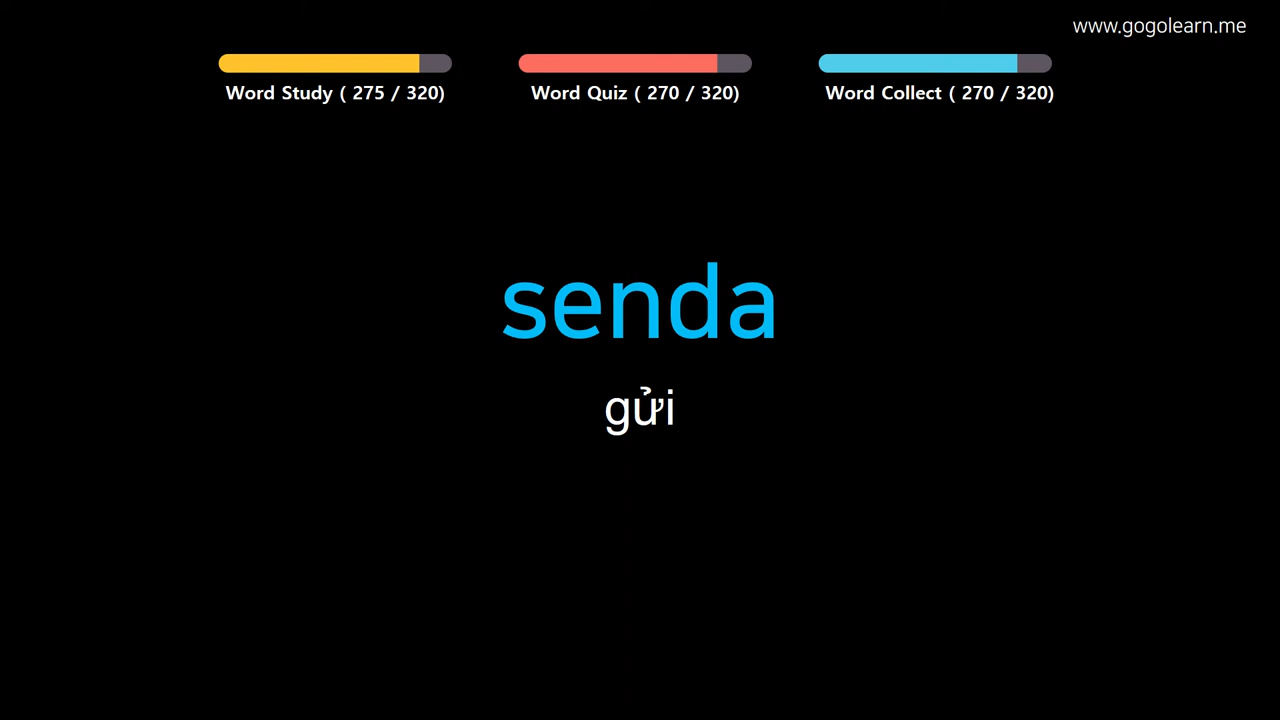 www.gogolearn.me
Word Study ( 275 / 320)
Word Quiz ( 270 / 320)
Word Collect ( 270 / 320)
senda
gửi